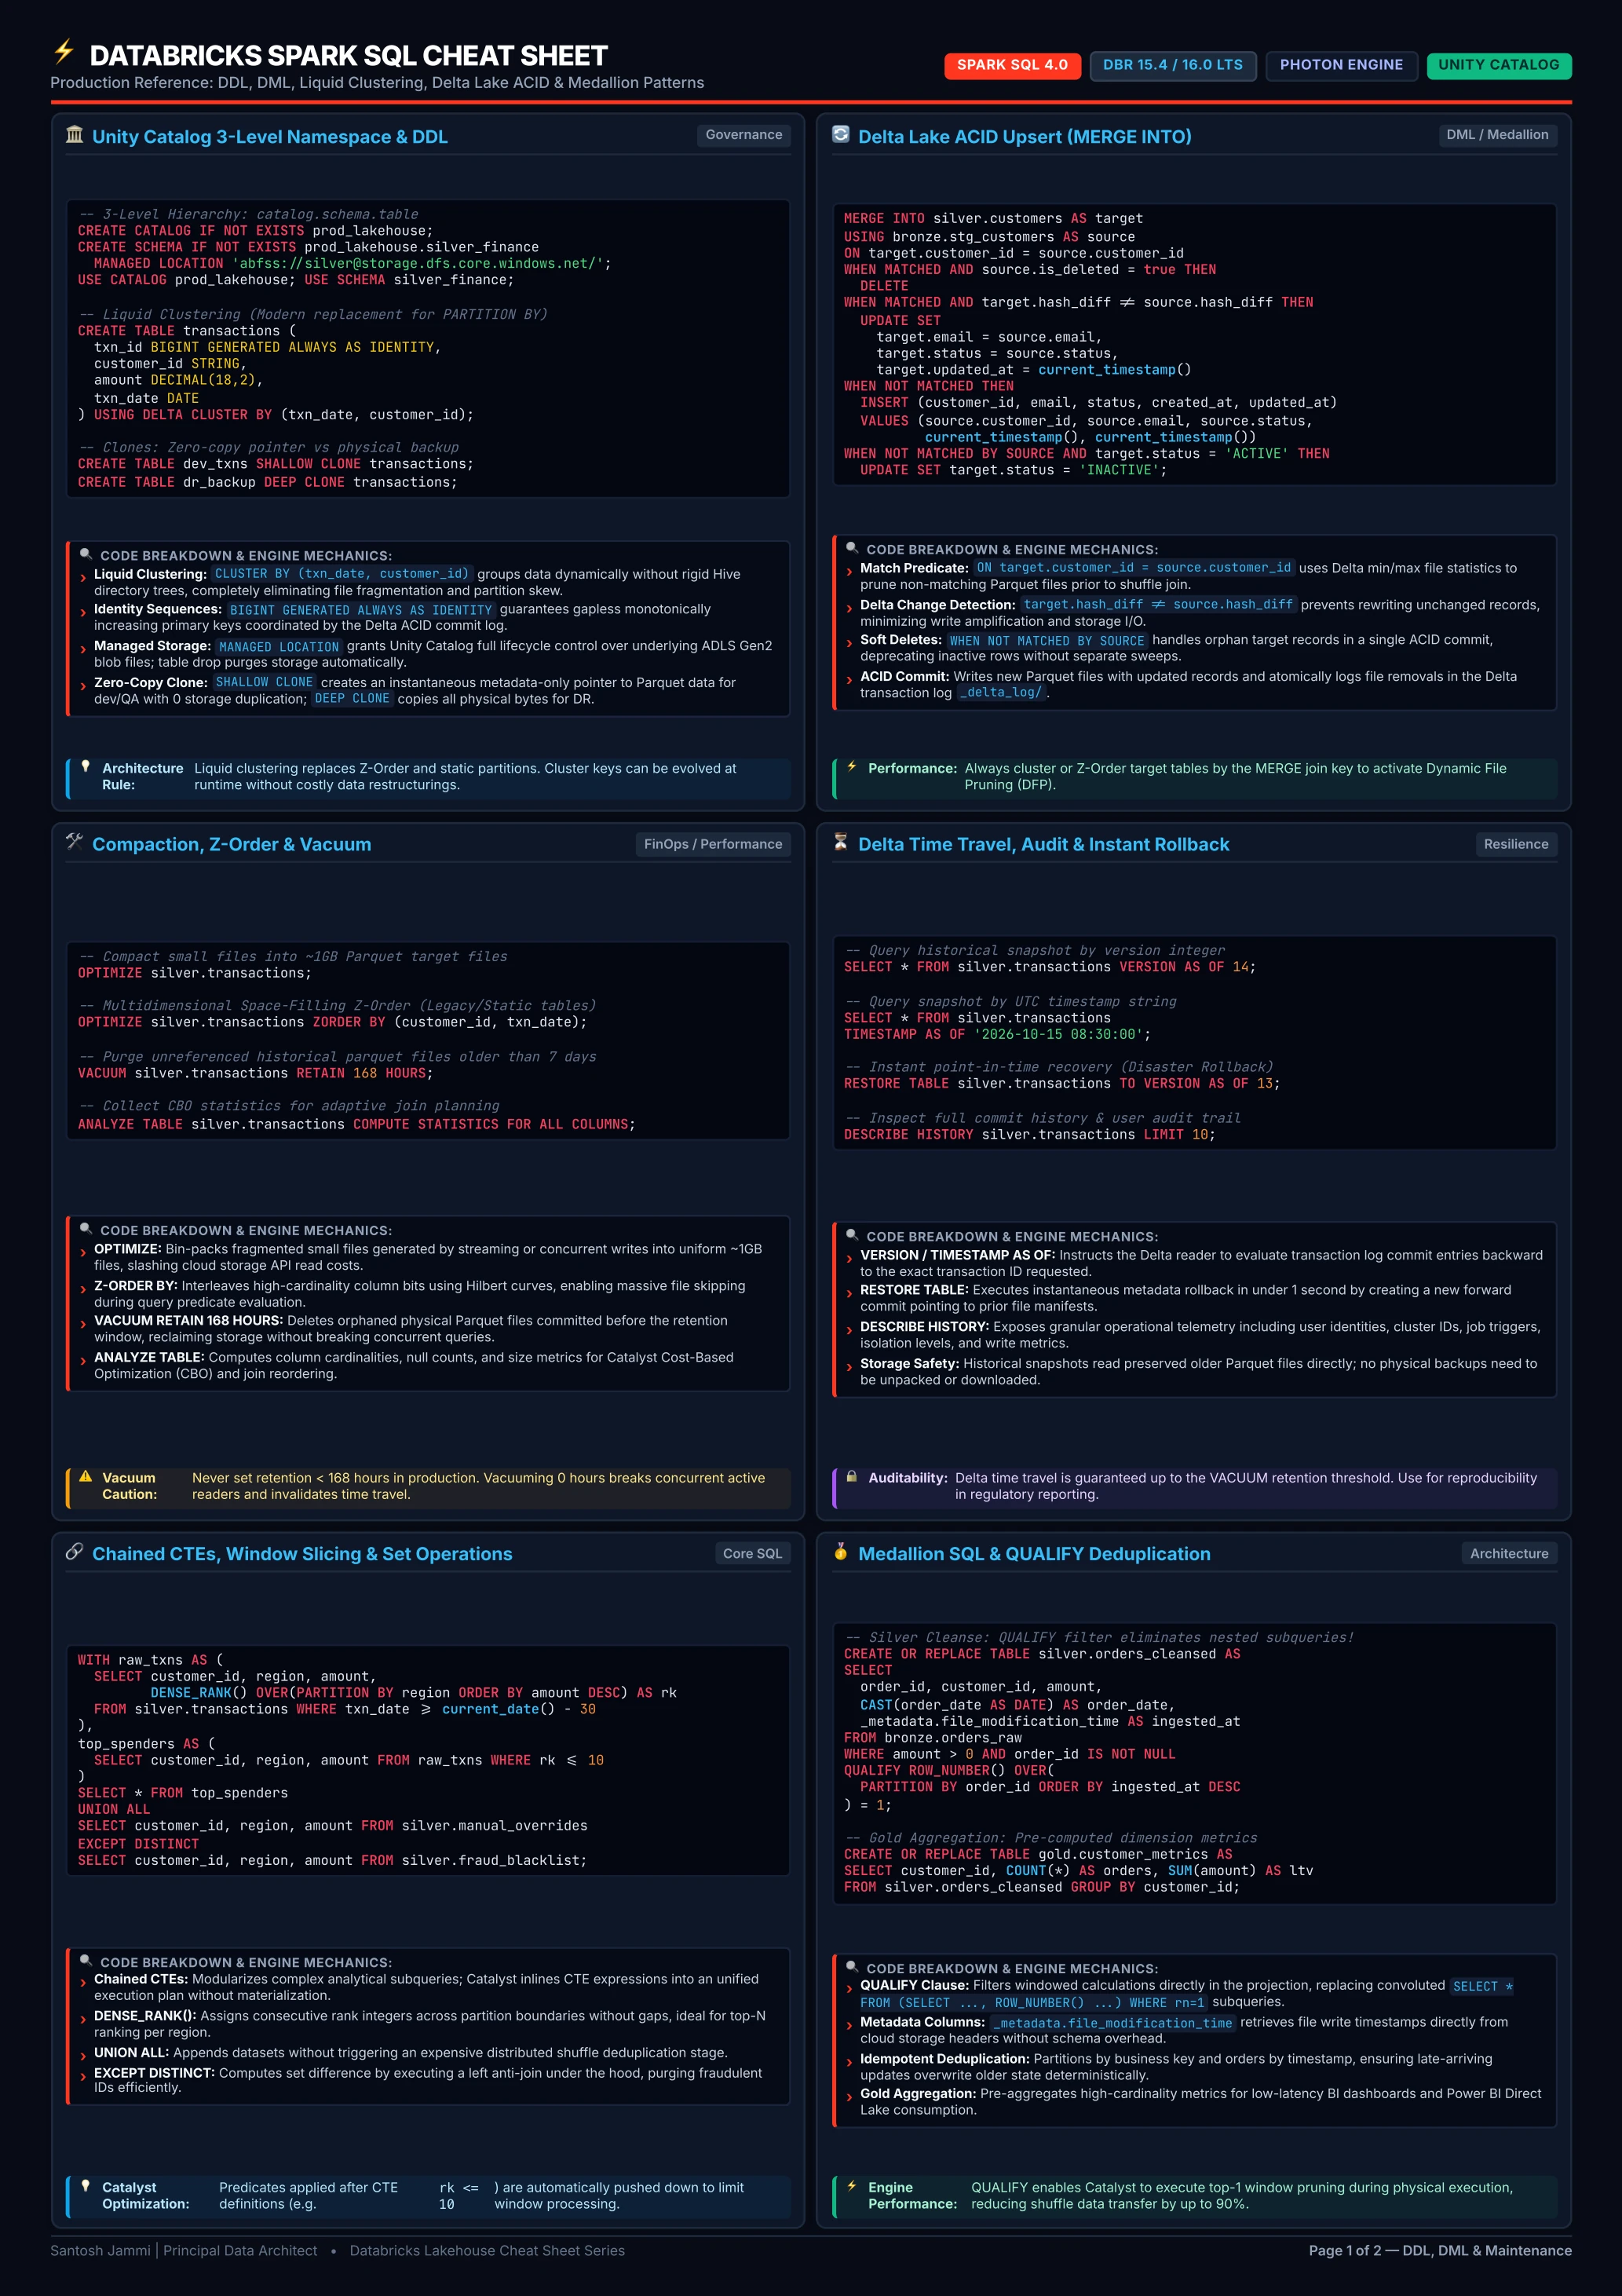 DATABRICKS SPARK SQL CHEAT SHEET
Production Reference: DDL, DML, Liquid Clustering, Delta Lake ACID & Medallion Patterns
SPARK SQL 4.0
DBR 15.4 / 16.0 LTS
PHOTON ENGINE
UNITY CATALOG
Unity Catalog 3-Level Namespace & DDL
Governance
-- 3-Level Hierarchy: catalog.schema.table
CREATE CATALOG IF NOT EXISTS prod_lakehouse;
CREATE SCHEMA IF NOT EXISTS prod_lakehouse.silver_finance
  MANAGED LOCATION 'abfss://silver@storage.dfs.core.windows.net/';
USE CATALOG prod_lakehouse; USE SCHEMA silver_finance;
-- Liquid Clustering (Modern replacement for PARTITION BY)
CREATE TABLE transactions (
  txn_id BIGINT GENERATED ALWAYS AS IDENTITY,
  customer_id STRING,
  amount DECIMAL(18,2),
  txn_date DATE
) USING DELTA CLUSTER BY (txn_date, customer_id);
-- Clones: Zero-copy pointer vs physical backup
CREATE TABLE dev_txns SHALLOW CLONE transactions;
CREATE TABLE dr_backup DEEP CLONE transactions;
CODE BREAKDOWN & ENGINE MECHANICS:
› Liquid Clustering: CLUSTER BY (txn_date, customer_id) groups data dynamically without rigid Hive
directory trees, completely eliminating file fragmentation and partition skew.
› Identity Sequences: BIGINT GENERATED ALWAYS AS IDENTITY guarantees gapless monotonically
increasing primary keys coordinated by the Delta ACID commit log.
› Managed Storage: MANAGED LOCATION grants Unity Catalog full lifecycle control over underlying ADLS Gen2
blob files; table drop purges storage automatically.
› Zero-Copy Clone: SHALLOW CLONE creates an instantaneous metadata-only pointer to Parquet data for
dev/QA with 0 storage duplication; DEEP CLONE copies all physical bytes for DR.
Architecture Rule:
Liquid clustering replaces Z-Order and static partitions. Cluster keys can be evolved at
runtime without costly data restructurings.
Delta Lake ACID Upsert (MERGE INTO)
DML / Medallion
MERGE INTO silver.customers AS target
USING bronze.stg_customers AS source
ON target.customer_id = source.customer_id
WHEN MATCHED AND source.is_deleted = true THEN
  DELETE
WHEN MATCHED AND target.hash_diff ≠ source.hash_diff THEN
  UPDATE SET
    target.email = source.email,
    target.status = source.status,
    target.updated_at = current_timestamp()
WHEN NOT MATCHED THEN
  INSERT (customer_id, email, status, created_at, updated_at)
  VALUES (source.customer_id, source.email, source.status,
          current_timestamp(), current_timestamp())
WHEN NOT MATCHED BY SOURCE AND target.status = 'ACTIVE' THEN
  UPDATE SET target.status = 'INACTIVE';
CODE BREAKDOWN & ENGINE MECHANICS:
› Match Predicate: ON target.customer_id = source.customer_id uses Delta min/max file statistics to
prune non-matching Parquet files prior to shuffle join.
› Delta Change Detection: target.hash_diff ≠ source.hash_diff prevents rewriting unchanged records,
minimizing write amplification and storage I/O.
› Soft Deletes: WHEN NOT MATCHED BY SOURCE handles orphan target records in a single ACID commit,
deprecating inactive rows without separate sweeps.
› ACID Commit: Writes new Parquet files with updated records and atomically logs file removals in the Delta
transaction log _delta_log/.
Performance:
Always cluster or Z-Order target tables by the MERGE join key to activate Dynamic File
Pruning (DFP).
Compaction, Z-Order & Vacuum
FinOps / Performance
-- Compact small files into ~1GB Parquet target files
OPTIMIZE silver.transactions;
-- Multidimensional Space-Filling Z-Order (Legacy/Static tables)
OPTIMIZE silver.transactions ZORDER BY (customer_id, txn_date);
-- Purge unreferenced historical parquet files older than 7 days
VACUUM silver.transactions RETAIN 168 HOURS;
-- Collect CBO statistics for adaptive join planning
ANALYZE TABLE silver.transactions COMPUTE STATISTICS FOR ALL COLUMNS;
CODE BREAKDOWN & ENGINE MECHANICS:
› OPTIMIZE: Bin-packs fragmented small files generated by streaming or concurrent writes into uniform ~1GB
files, slashing cloud storage API read costs.
› Z-ORDER BY: Interleaves high-cardinality column bits using Hilbert curves, enabling massive file skipping
during query predicate evaluation.
› VACUUM RETAIN 168 HOURS: Deletes orphaned physical Parquet files committed before the retention
window, reclaiming storage without breaking concurrent queries.
› ANALYZE TABLE: Computes column cardinalities, null counts, and size metrics for Catalyst Cost-Based
Optimization (CBO) and join reordering.
Vacuum Caution:
Never set retention < 168 hours in production. Vacuuming 0 hours breaks concurrent active
readers and invalidates time travel.
Delta Time Travel, Audit & Instant Rollback
Resilience
-- Query historical snapshot by version integer
SELECT * FROM silver.transactions VERSION AS OF 14;
-- Query snapshot by UTC timestamp string
SELECT * FROM silver.transactions
TIMESTAMP AS OF '2026-10-15 08:30:00';
-- Instant point-in-time recovery (Disaster Rollback)
RESTORE TABLE silver.transactions TO VERSION AS OF 13;
-- Inspect full commit history & user audit trail
DESCRIBE HISTORY silver.transactions LIMIT 10;
CODE BREAKDOWN & ENGINE MECHANICS:
› VERSION / TIMESTAMP AS OF: Instructs the Delta reader to evaluate transaction log commit entries backward
to the exact transaction ID requested.
› RESTORE TABLE: Executes instantaneous metadata rollback in under 1 second by creating a new forward
commit pointing to prior file manifests.
› DESCRIBE HISTORY: Exposes granular operational telemetry including user identities, cluster IDs, job triggers,
isolation levels, and write metrics.
› Storage Safety: Historical snapshots read preserved older Parquet files directly; no physical backups need to
be unpacked or downloaded.
Auditability:
Delta time travel is guaranteed up to the VACUUM retention threshold. Use for reproducibility
in regulatory reporting.
Chained CTEs, Window Slicing & Set Operations
Core SQL
WITH raw_txns AS (
  SELECT customer_id, region, amount,
         DENSE_RANK() OVER(PARTITION BY region ORDER BY amount DESC) AS rk
  FROM silver.transactions WHERE txn_date ⩾ current_date() - 30
),
top_spenders AS (
  SELECT customer_id, region, amount FROM raw_txns WHERE rk ⩽ 10
)
SELECT * FROM top_spenders
UNION ALL
SELECT customer_id, region, amount FROM silver.manual_overrides
EXCEPT DISTINCT
SELECT customer_id, region, amount FROM silver.fraud_blacklist;
CODE BREAKDOWN & ENGINE MECHANICS:
› Chained CTEs: Modularizes complex analytical subqueries; Catalyst inlines CTE expressions into an unified
execution plan without materialization.
› DENSE_RANK(): Assigns consecutive rank integers across partition boundaries without gaps, ideal for top-N
ranking per region.
› UNION ALL: Appends datasets without triggering an expensive distributed shuffle deduplication stage.
› EXCEPT DISTINCT: Computes set difference by executing a left anti-join under the hood, purging fraudulent
IDs efficiently.
Catalyst Optimization:
Predicates applied after CTE definitions (e.g.
rk <= 10
) are automatically pushed down to limit window processing.
Medallion SQL & QUALIFY Deduplication
Architecture
-- Silver Cleanse: QUALIFY filter eliminates nested subqueries!
CREATE OR REPLACE TABLE silver.orders_cleansed AS
SELECT
  order_id, customer_id, amount,
  CAST(order_date AS DATE) AS order_date,
  _metadata.file_modification_time AS ingested_at
FROM bronze.orders_raw
WHERE amount > 0 AND order_id IS NOT NULL
QUALIFY ROW_NUMBER() OVER(
  PARTITION BY order_id ORDER BY ingested_at DESC
) = 1;
-- Gold Aggregation: Pre-computed dimension metrics
CREATE OR REPLACE TABLE gold.customer_metrics AS
SELECT customer_id, COUNT(*) AS orders, SUM(amount) AS ltv
FROM silver.orders_cleansed GROUP BY customer_id;
CODE BREAKDOWN & ENGINE MECHANICS:
› QUALIFY Clause: Filters windowed calculations directly in the projection, replacing convoluted SELECT *
FROM (SELECT ..., ROW_NUMBER() ...) WHERE rn=1 subqueries.
› Metadata Columns: _metadata.file_modification_time retrieves file write timestamps directly from
cloud storage headers without schema overhead.
› Idempotent Deduplication: Partitions by business key and orders by timestamp, ensuring late-arriving
updates overwrite older state deterministically.
› Gold Aggregation: Pre-aggregates high-cardinality metrics for low-latency BI dashboards and Power BI Direct
Lake consumption.
Engine Performance:
QUALIFY enables Catalyst to execute top-1 window pruning during physical execution,
reducing shuffle data transfer by up to 90%.
Santosh Jammi | Principal Data Architect • Databricks Lakehouse Cheat Sheet Series
Page 1 of 2 — DDL, DML & Maintenance